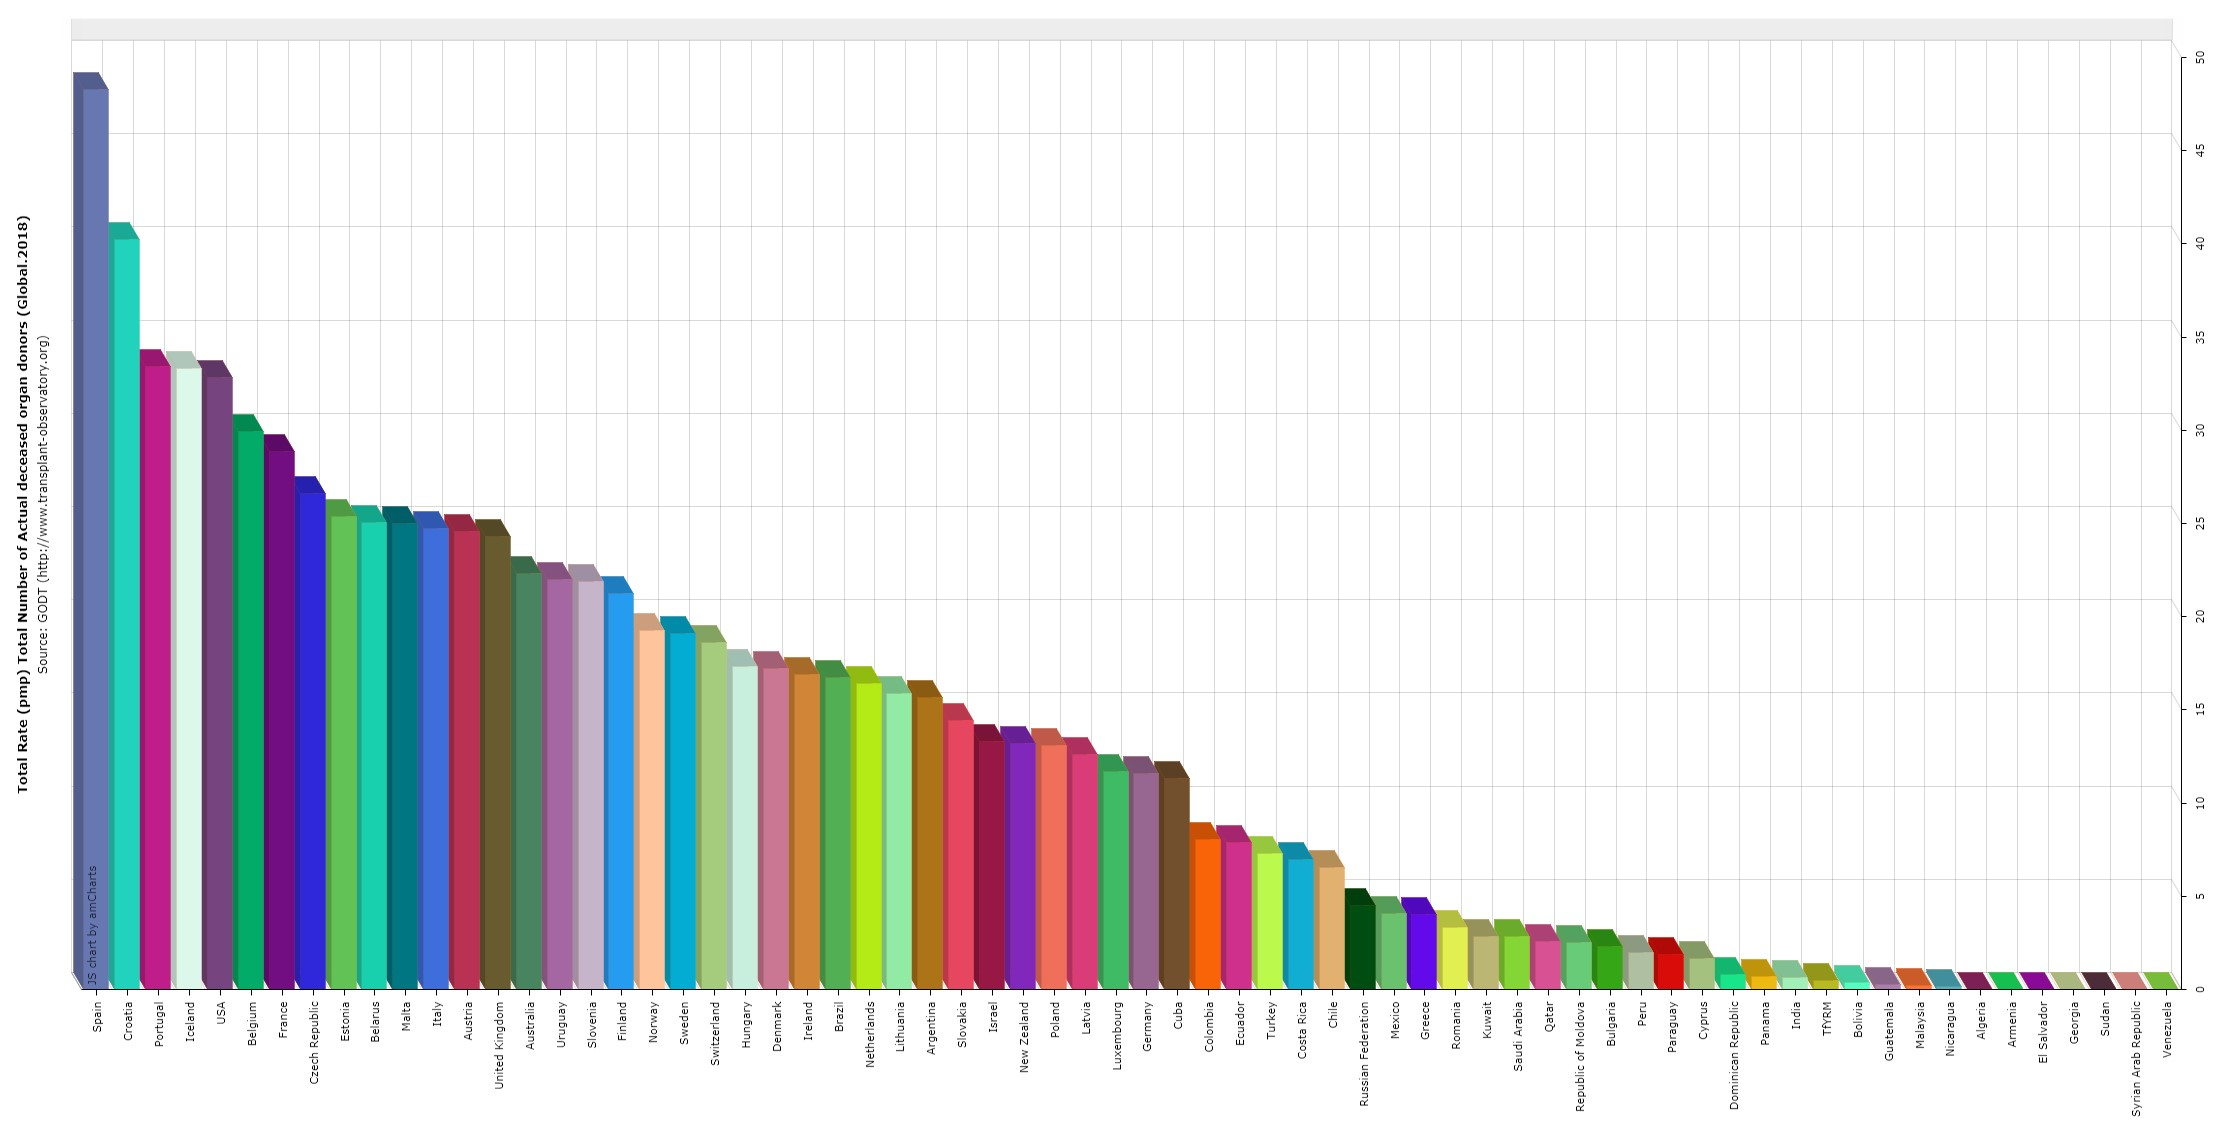 Total Rate (pmp) Total Number of Actual deceased organ donors (Global.2018)
Source: GODT (http://www.transplant-observatory.org)
JS chart by amCharts
50
45
40
35
30
25
20
15
10
5
0
Spain
Croatia
Portugal
Iceland
USA
Belgium
France
Czech Republic
Estonia
Belarus
Malta
Italy
Austria
United Kingdom
Australia
Uruguay
Slovenia
Finland
Norway
Sweden
Switzerland
Hungary
Denmark
Ireland
Brazil
Netherlands
Lithuania
Argentina
Slovakia
Israel
New Zealand
Poland
Latvia
Luxembourg
Germany
Cuba
Colombia
Ecuador
Turkey
Costa Rica
Chile
Russian Federation
Mexico
Greece
Romania
Kuwait
Saudi Arabia
Qatar
Republic of Moldova
Bulgaria
Peru
Paraguay
Cyprus
Dominican Republic
Panama
India
TfYRM
Bolivia
Guatemala
Malaysia
Nicaragua
Algeria
Armenia
El Salvador
Georgia
Sudan
Syrian Arab Republic
Venezuela